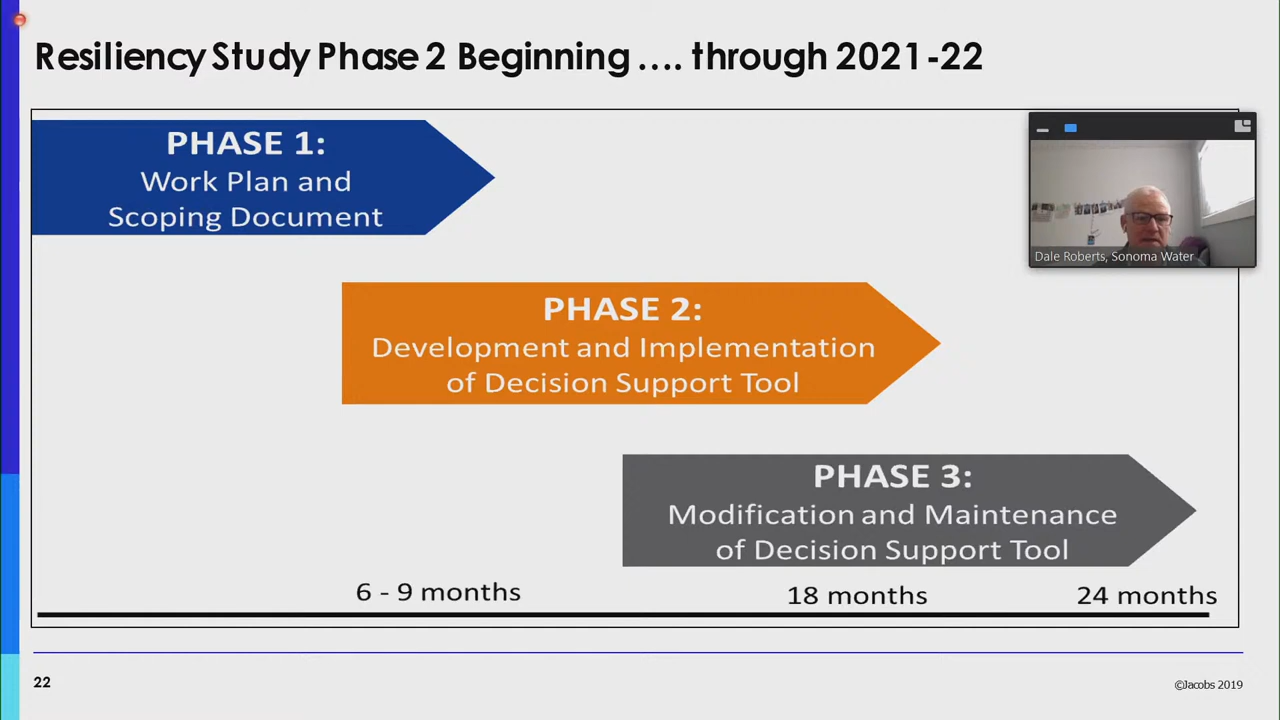 Resiliency Study Phase 2 Beginning .... through 2021-22
PHASE 1:
Work Plan and
Scoping Document
Dale Roberts, Sonoma Water
PHASE 2:
Development and Implementation
of Decision Support Tool
PHASE 3:
Modification and Maintenance
of Decision Support Tool
6 - 9 months
18 months
24 months
22
©Jacobs 2019